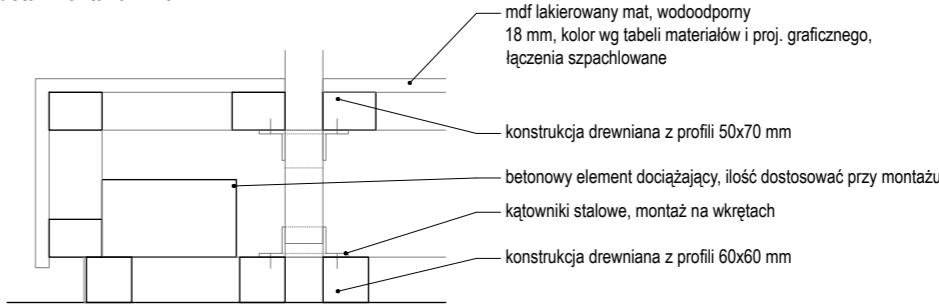 mdf lakierowany mat, wodoodporny
18 mm, kolor wg tabeli materiałów i proj. graficznego,
łączenia szpachlowane
konstrukcja drewniana z profili 50x70 mm
betonowy element dociążający, ilość dostosować przy montażu
kątowniki stalowe, montaż na wkrętach
konstrukcja drewniana z profili 60x60 mm